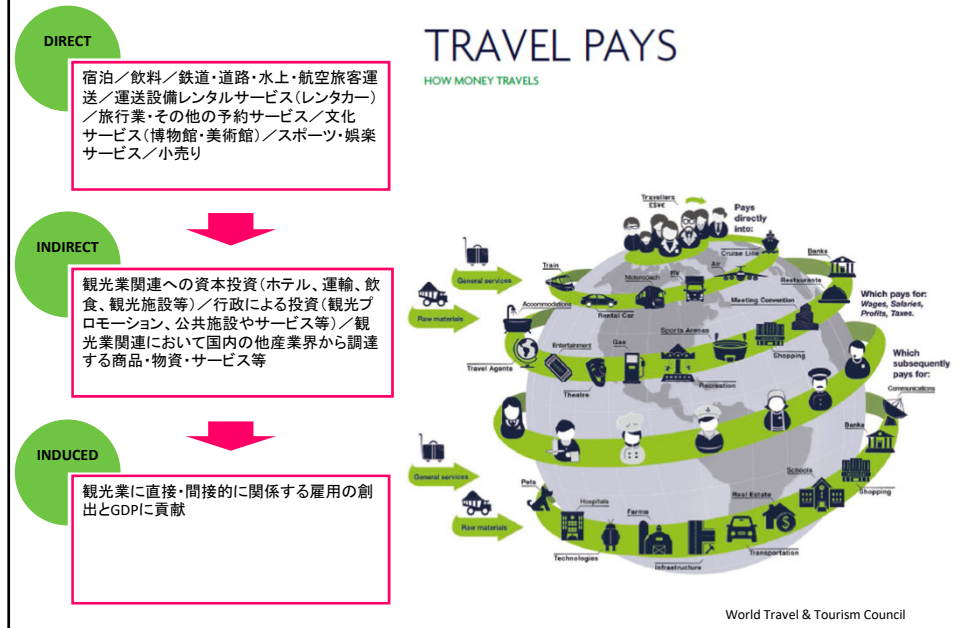 DIRECT
宿泊／飲料／鉄道・道路・水上・航空旅客運
送／運送設備レンタルサービス（レンタカー）
／旅行業・その他の予約サービス／文化
サービス（博物館・美術館）／スポーツ・娯楽
サービス／小売り
INDIRECT
観光業関連への資本投資（ホテル、運輸、飲
食、観光施設等）／行政による投資（観光プ
ロモーション、公共施設やサービス等）／観
光業関連において国内の他産業界から調達
する商品・物資・サービス等
INDUCED
観光業に直接・間接的に関係する雇用の創
出とGDPに貢献
TRAVEL PAYS
HOW MONEY TRAVELS
Travellers
£$¥€
Pays
directly
into:
General services
Raw materials
Train
Motorcoach
RV
Air
Cruise Line
Banks
Restaurants
Accommodations
Rental Car
Meeting Convention
Which pays for:
Wages, Salaries,
Profits, Taxes.
Travel Agents
Entertainment
Theatre
Gas
Sports Arenas
Recreation
Shopping
Which
subsequently
pays for:
Communications
Banks
Shopping
Schools
General services
Raw materials
Pets
Hospitals
Technologies
Farms
Infrastructure
Real Estate
Transportation
World Travel & Tourism Council